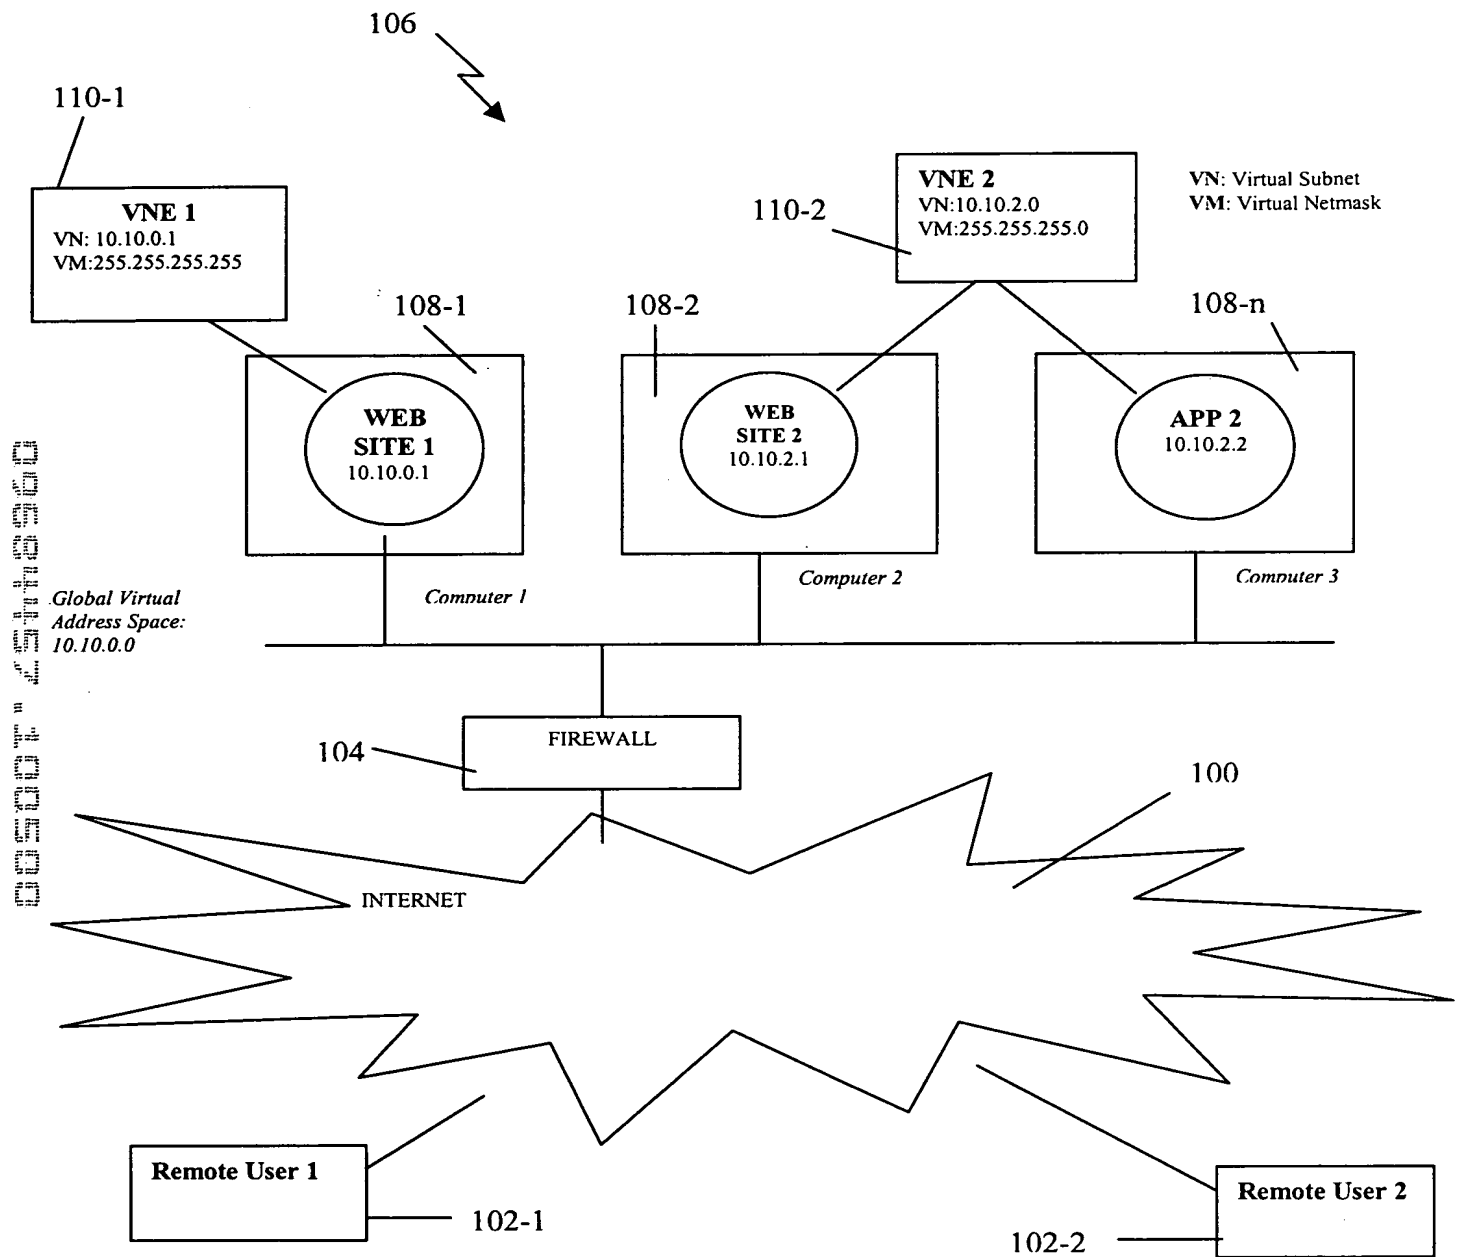 106
110-1
VNE 1
VN: 10.10.0.1
VM:255.255.255.255
VNE 2
VN:10.10.2.0
VM:255.255.255.0
110-2
VN: Virtual Subnet
VM: Virtual Netmask
108-1
108-2
108-n
WEB
SITE 1
10.10.0.1
WEB
SITE 2
10.10.2.1
APP 2
10.10.2.2
Computer 1
Computer 2
Computer 3
Global Virtual
Address Space:
10.10.0.0
FIREWALL
104
100
INTERNET
Remote User 1
102-1
Remote User 2
102-2